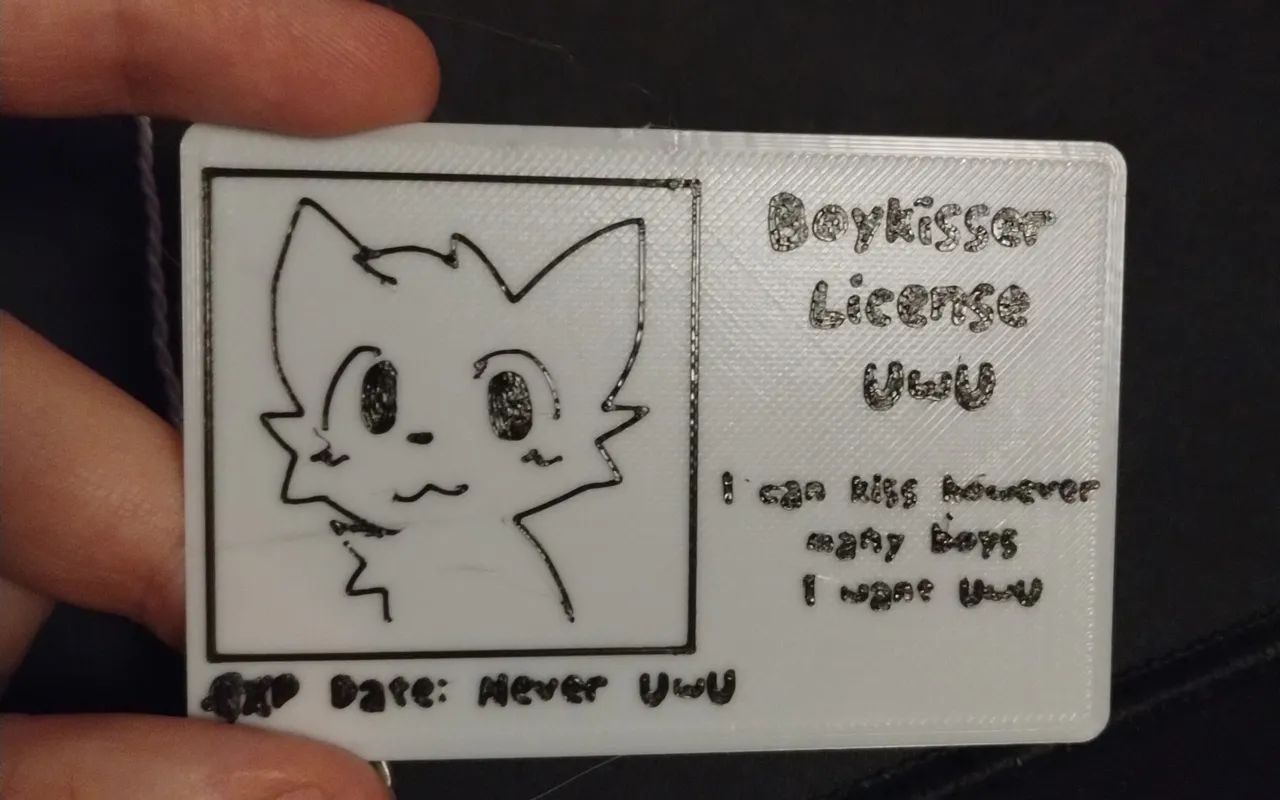 Boykisser
License
UwU
I can kiss however
many boys
I want UwU
EXP Date: Never UwU